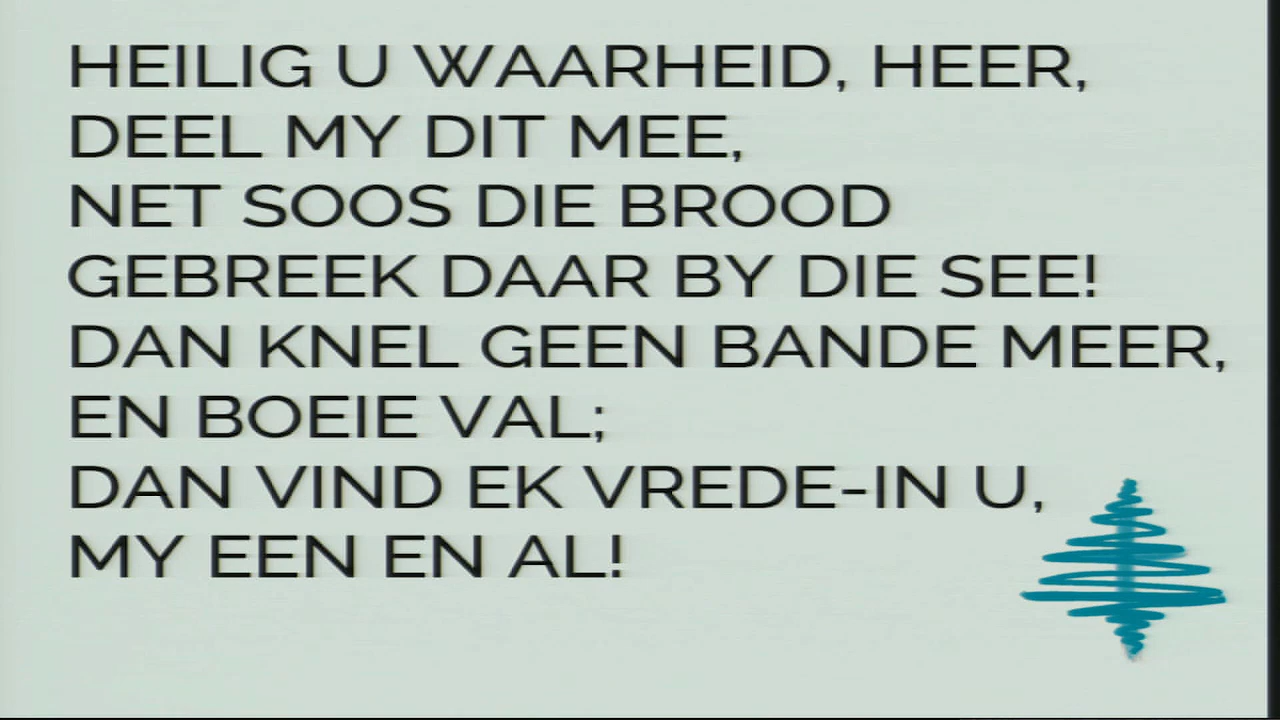 HEILIG U WAARHEID, HEER,
DEEL MY DIT MEE,
NET SOOS DIE BROOD
GEBREEK DAAR BY DIE SEE!
DAN KNEL GEEN BANDE MEER,
EN BOEIE VAL;
DAN VIND EK VREDE-IN U,
MY EEN EN AL!